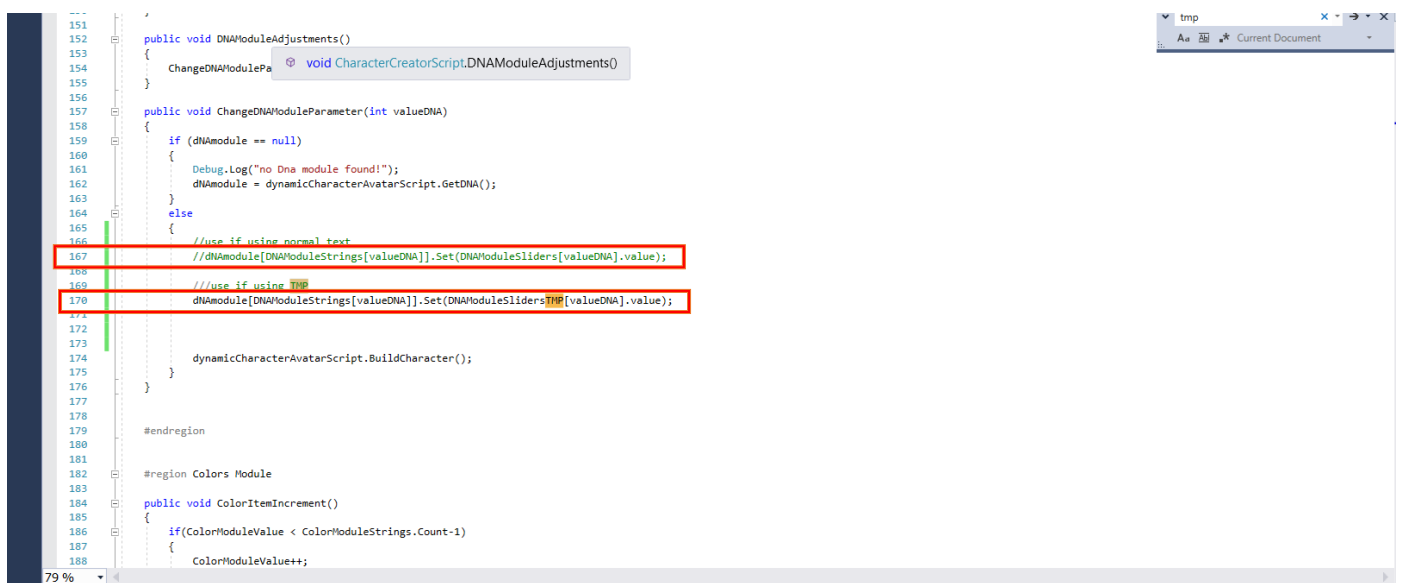 tmp
Aa Ab .* Current Document
151
152 public void DNAModuleAdjustments()
153 {
void CharacterCreatorScript.DNAModuleAdjustments()
154 ChangeDNAModulePa
155 }
156
157 public void ChangeDNAModuleParameter(int valueDNA)
158 {
159 if (dNAmodule == null)
160 {
161 Debug.Log("no Dna module found!");
162 dNAmodule = dynamicCharacterAvatarScript.GetDNA();
163 }
164 else
165 {
166 //use if using normal text
167 //dNAmodule[DNAModuleStrings[valueDNA]].Set(DNAModuleSliders[valueDNA].value);
168
169 ///use if using TMP
170 dNAmodule[DNAModuleStrings[valueDNA]].Set(DNAModuleSlidersTMP[valueDNA].value);
171
172
173
174 dynamicCharacterAvatarScript.BuildCharacter();
175 }
176 }
177
178
179 #endregion
180
181
182 #region Colors Module
183
184 public void ColorItemIncrement()
185 {
186 if(ColorModuleValue < ColorModuleStrings.Count-1)
187 {
188 ColorModuleValue++;
79 %